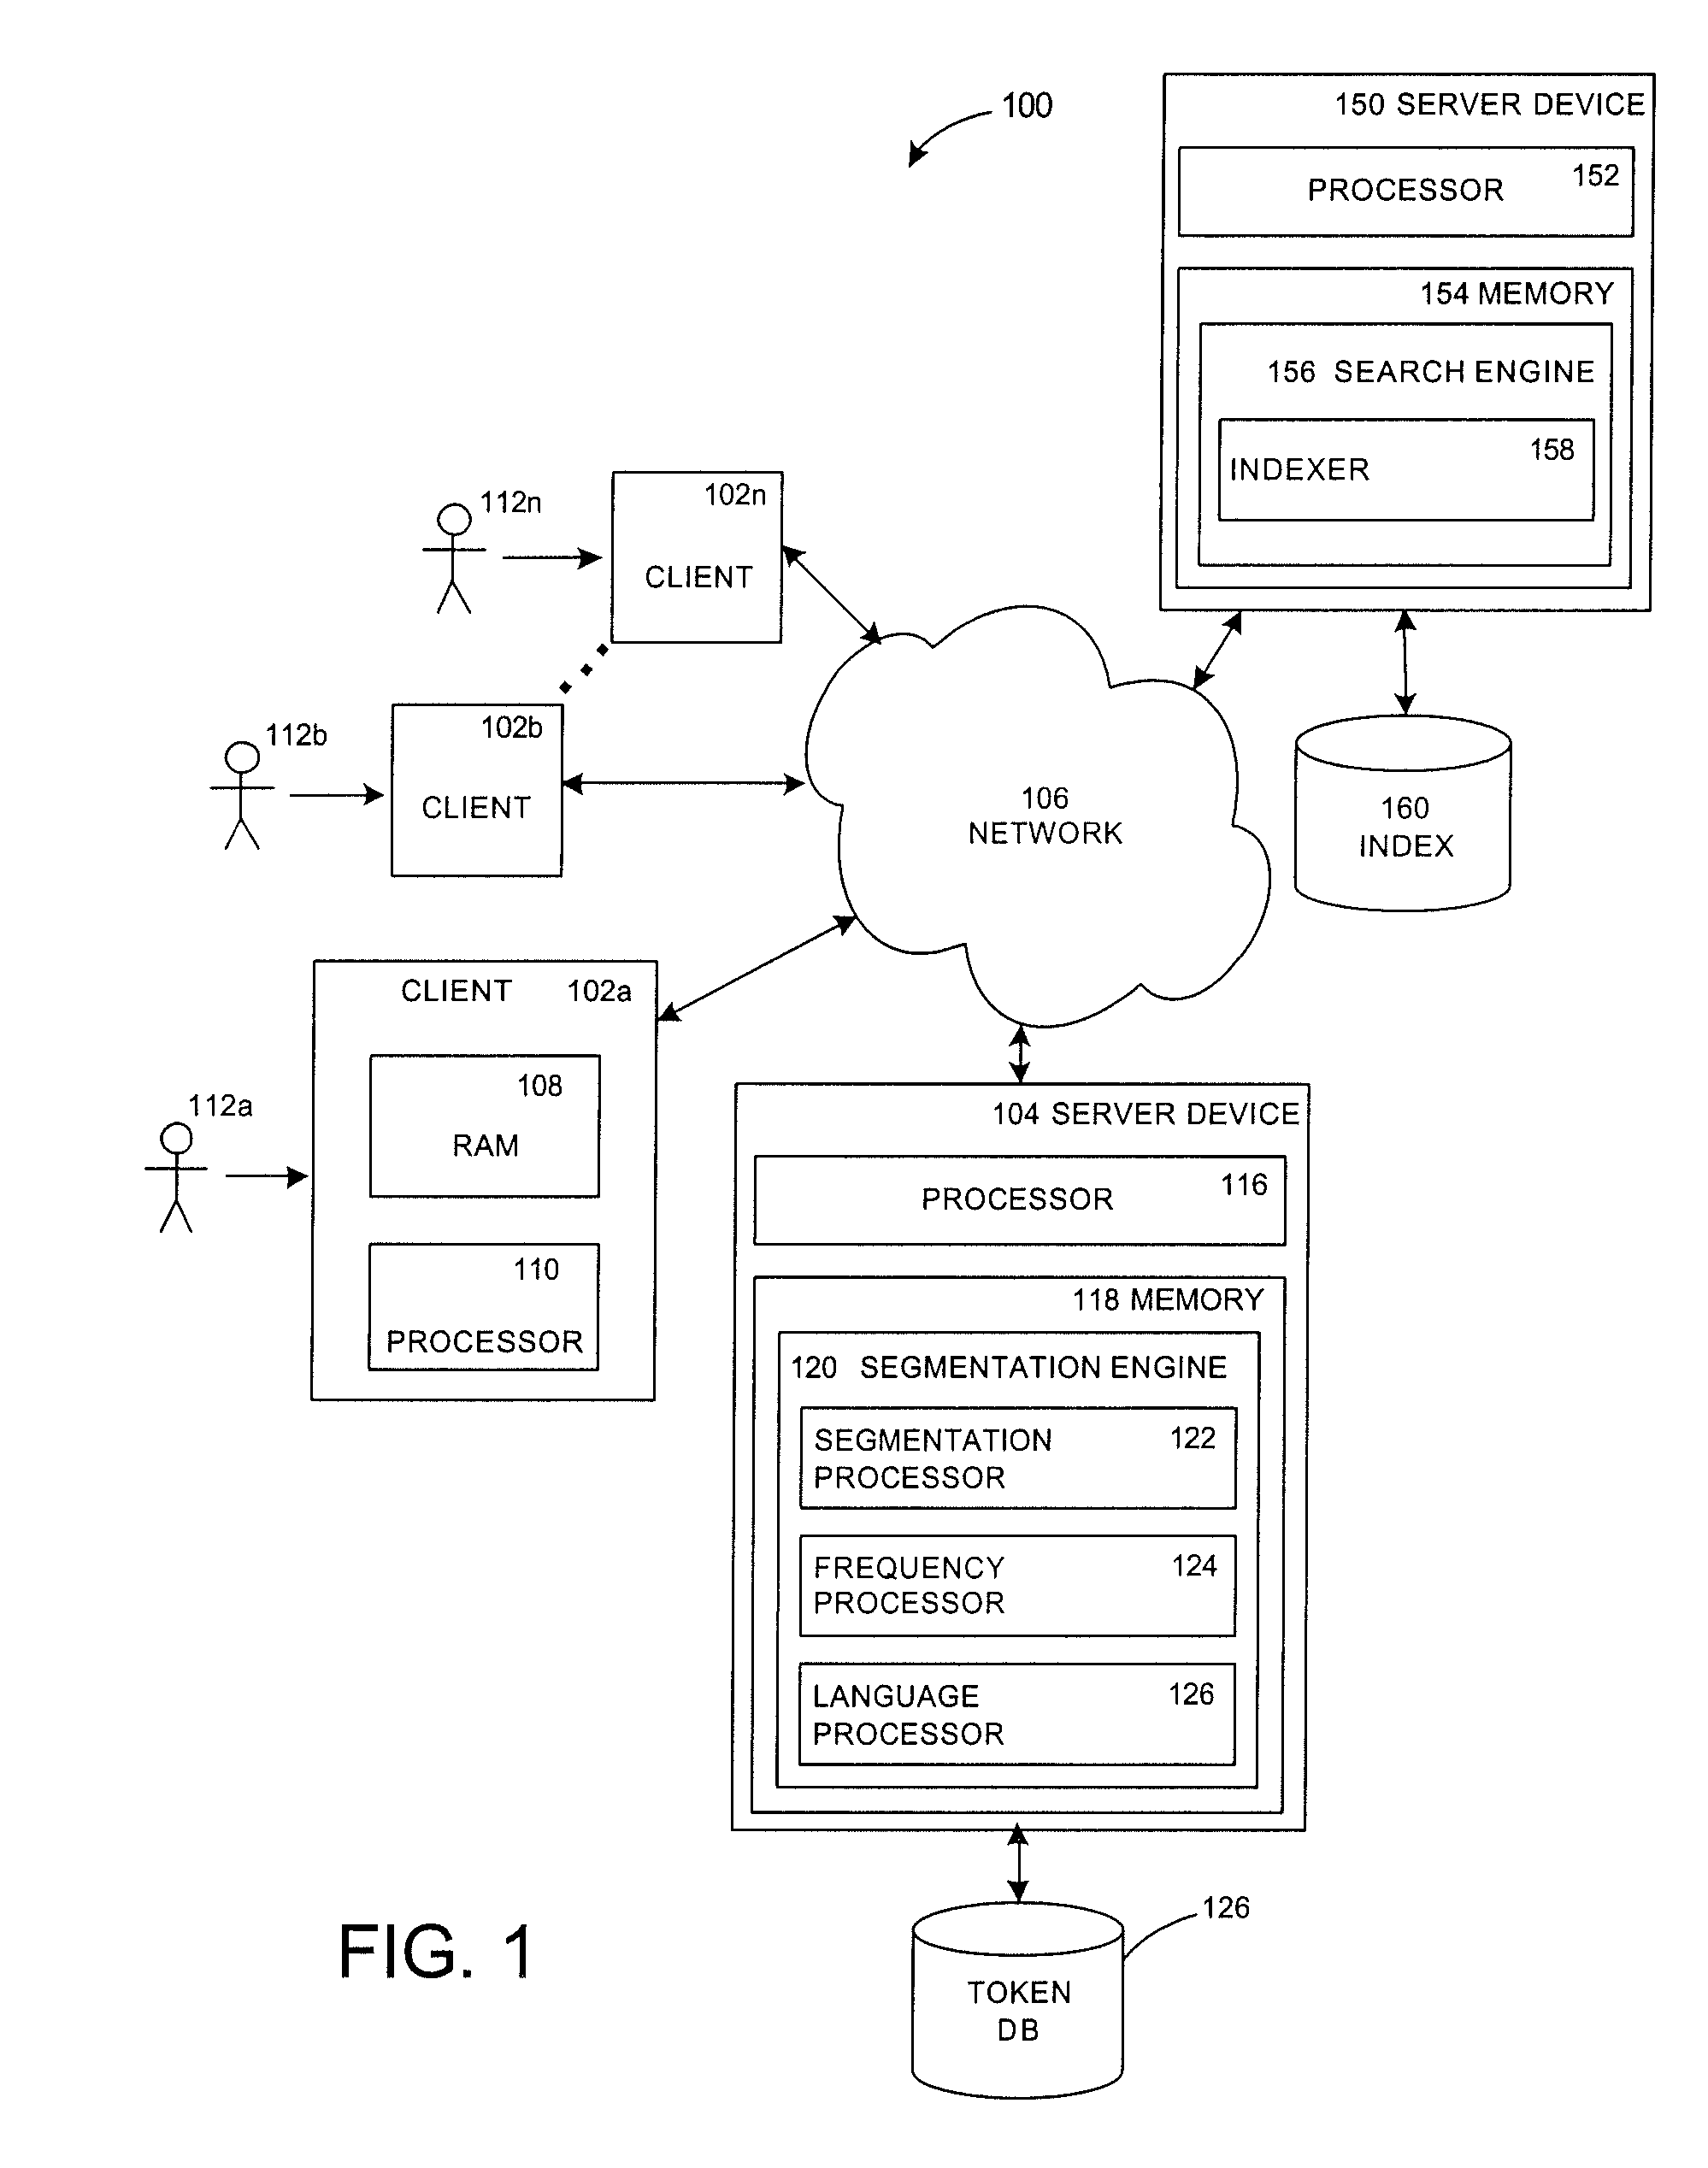 100
150 SERVER DEVICE
152
PROCESSOR
154 MEMORY
156 SEARCH ENGINE
158
INDEXER
112n
102n
CLIENT
112b
102b
CLIENT
106
NETWORK
160
INDEX
CLIENT 102a
108
RAM
112a
110
PROCESSOR
104 SERVER DEVICE
116
PROCESSOR
118 MEMORY
120 SEGMENTATION ENGINE
SEGMENTATION 122
PROCESSOR
FREQUENCY 124
PROCESSOR
LANGUAGE 126
PROCESSOR
126
TOKEN
DB
FIG. 1